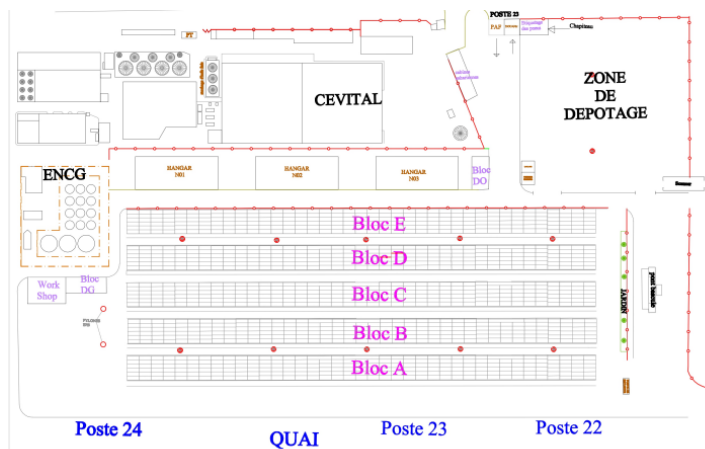 POSTE 23
PT
PAF
Chapiteau
CEVITAL
ZONE
DE
DEPOTAGE
ENCG
HANGAR
N01
HANGAR
N02
HANGAR
N03
Bloc
DO
Bloc E
Bloc D
Bloc C
Bloc B
Bloc A
Work
Shop
Bloc
DG
JARDIN
Poste 24
QUAI
Poste 23
Poste 22